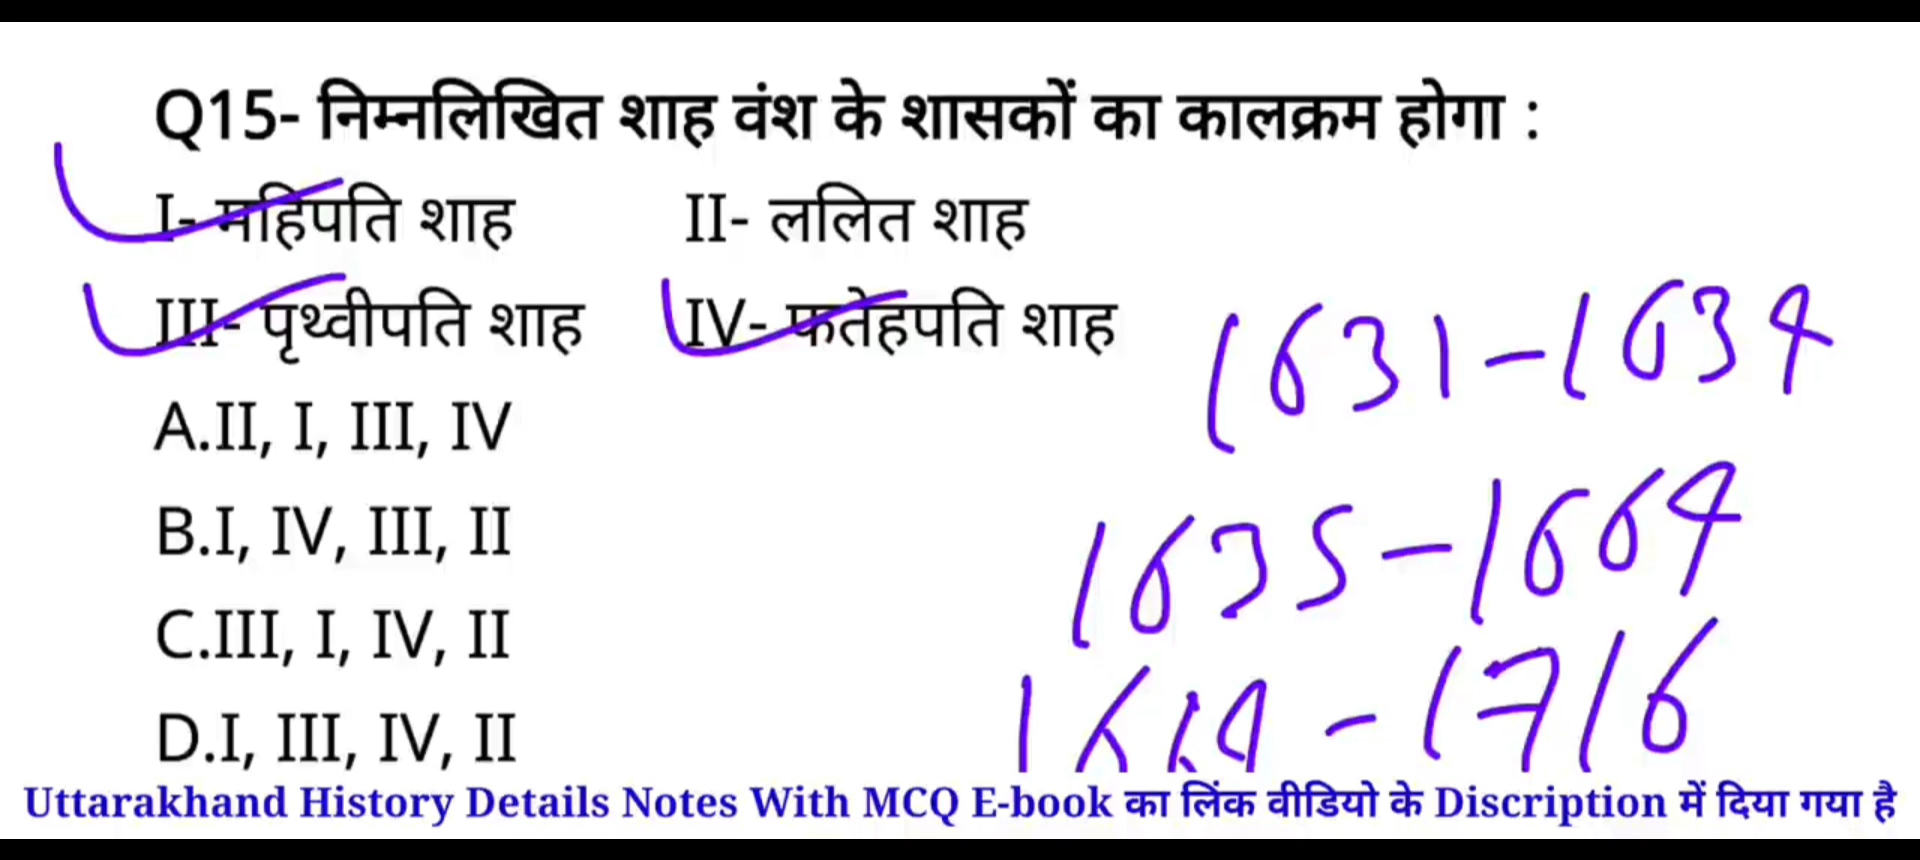 Q15- निम्नलिखित शाह वंश के शासकों का कालक्रम होगा :
I- महिपति शाह II- ललित शाह
III- पृथ्वीपति शाह IV- फतेहपति शाह
1631-1634
A.II, I, III, IV
B.I, IV, III, II
1635-1664
C.III, I, IV, II
D.I, III, IV, II
1664-1716
Uttarakhand History Details Notes With MCQ E-book का लिंक वीडियो के Discription में दिया गया है